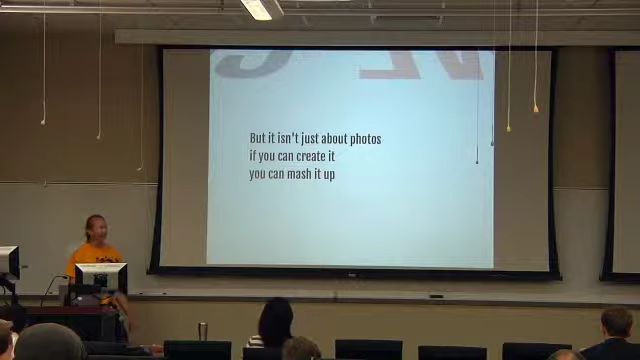 But it isn't just about photos
if you can create it
you can mash it up